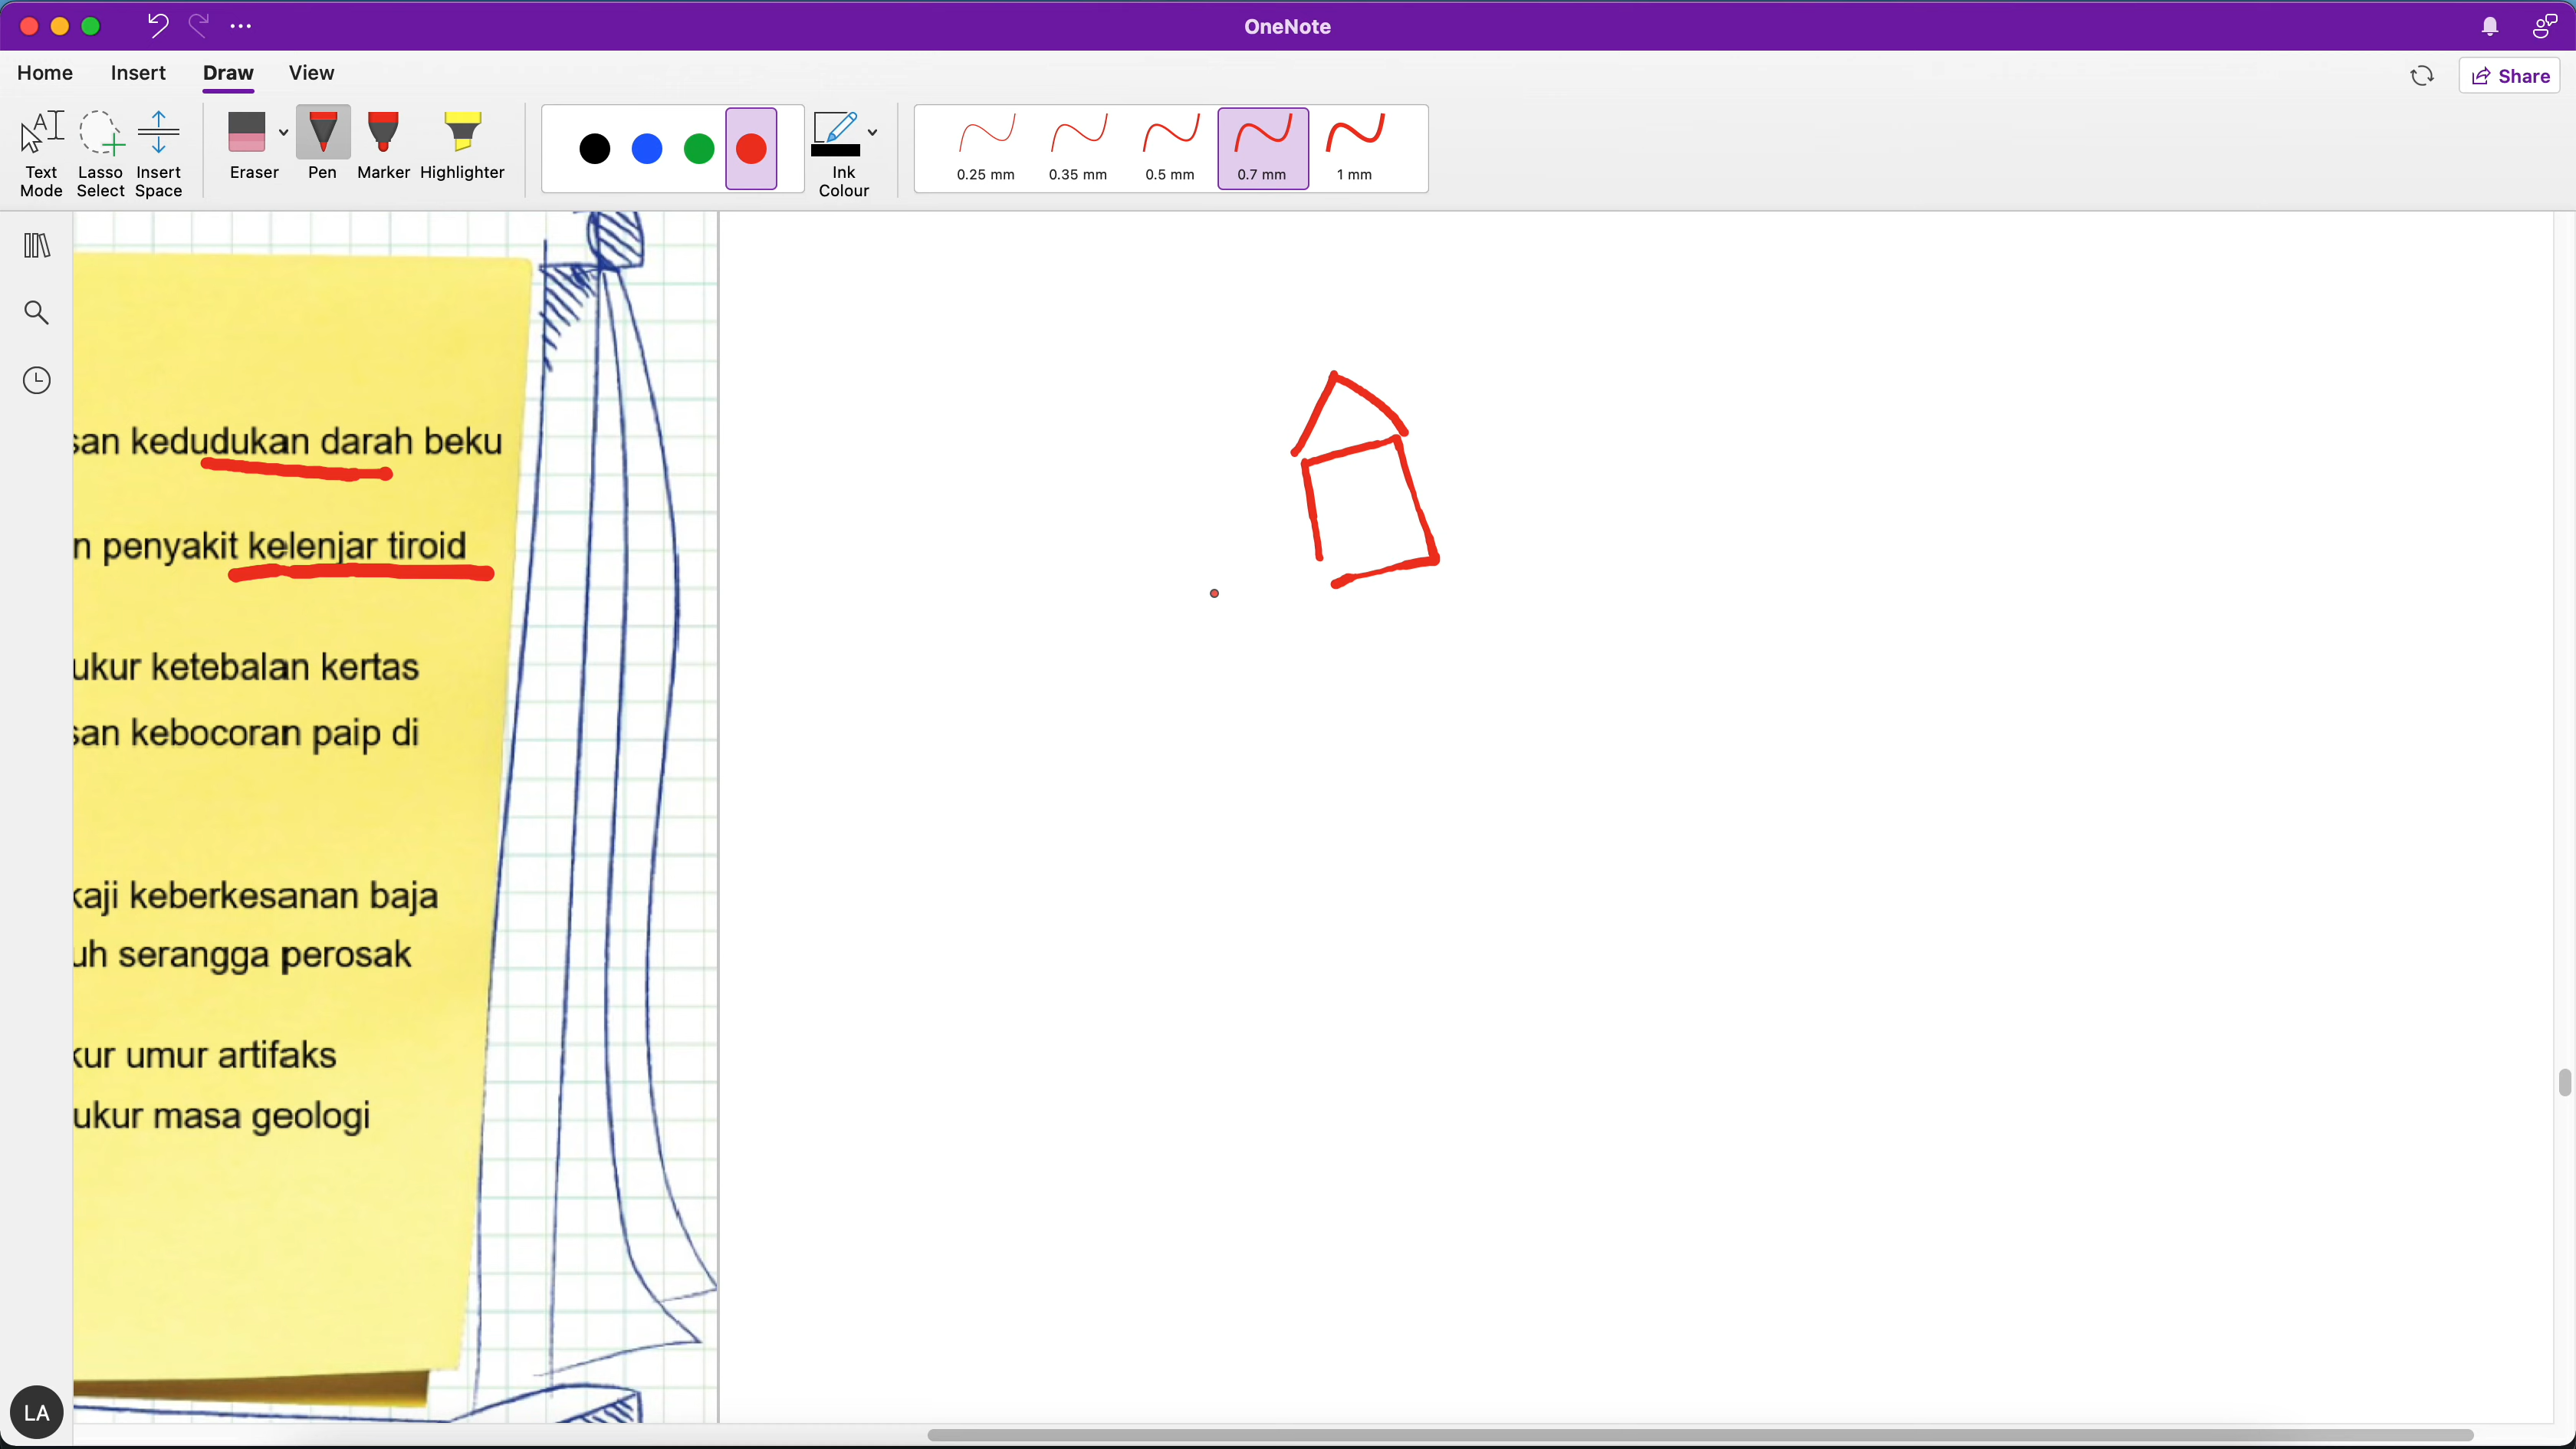 OneNote
Home Insert Draw View
Share
Text Mode
Lasso Select
Insert Space
Eraser
Pen
Marker
Highlighter
Ink Colour
0.25 mm
0.35 mm
0.5 mm
0.7 mm
1 mm
san kedudukan darah beku
n penyakit kelenjar tiroid
ukur ketebalan kertas
san kebocoran paip di
kaji keberkesanan baja
uh serangga perosak
kur umur artifaks
ukur masa geologi
LA